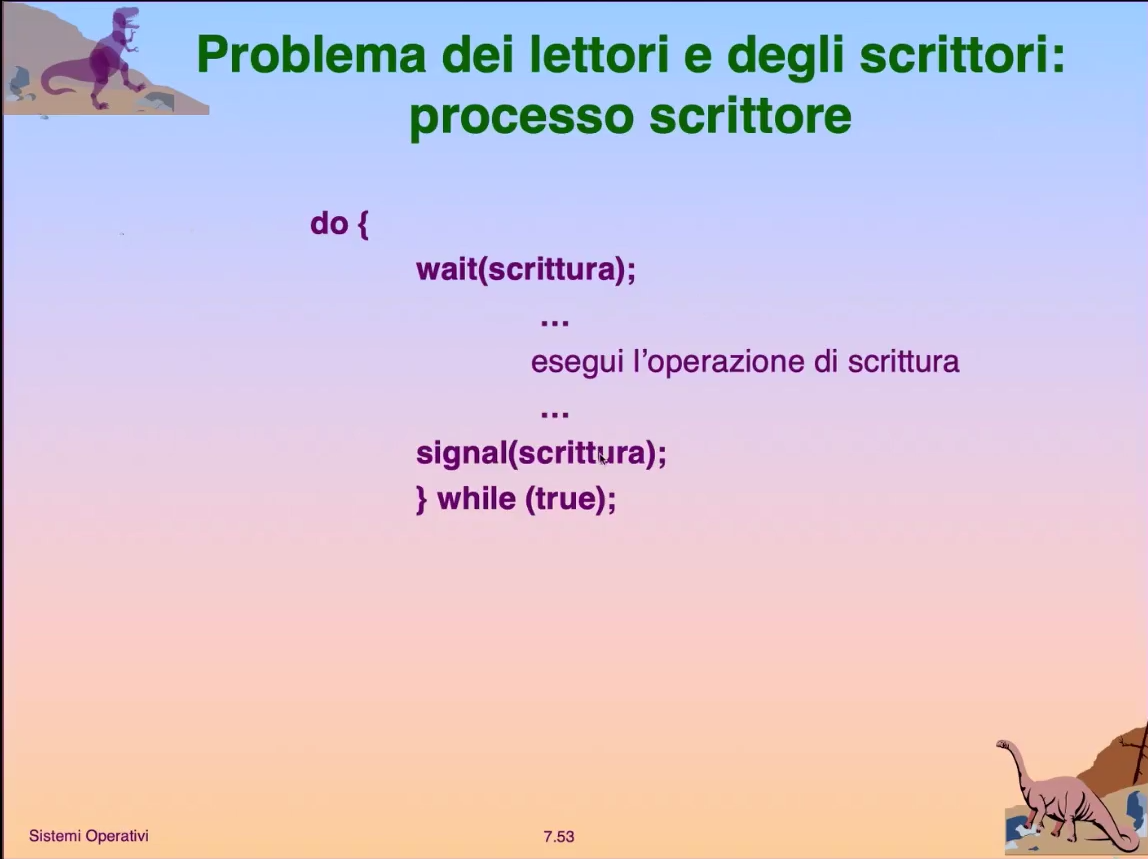 Problema dei lettori e degli scrittori:
processo scrittore
do {
wait(scrittura);
...
esegui l'operazione di scrittura
...
signal(scrittura);
} while (true);
Sistemi Operativi
7.53